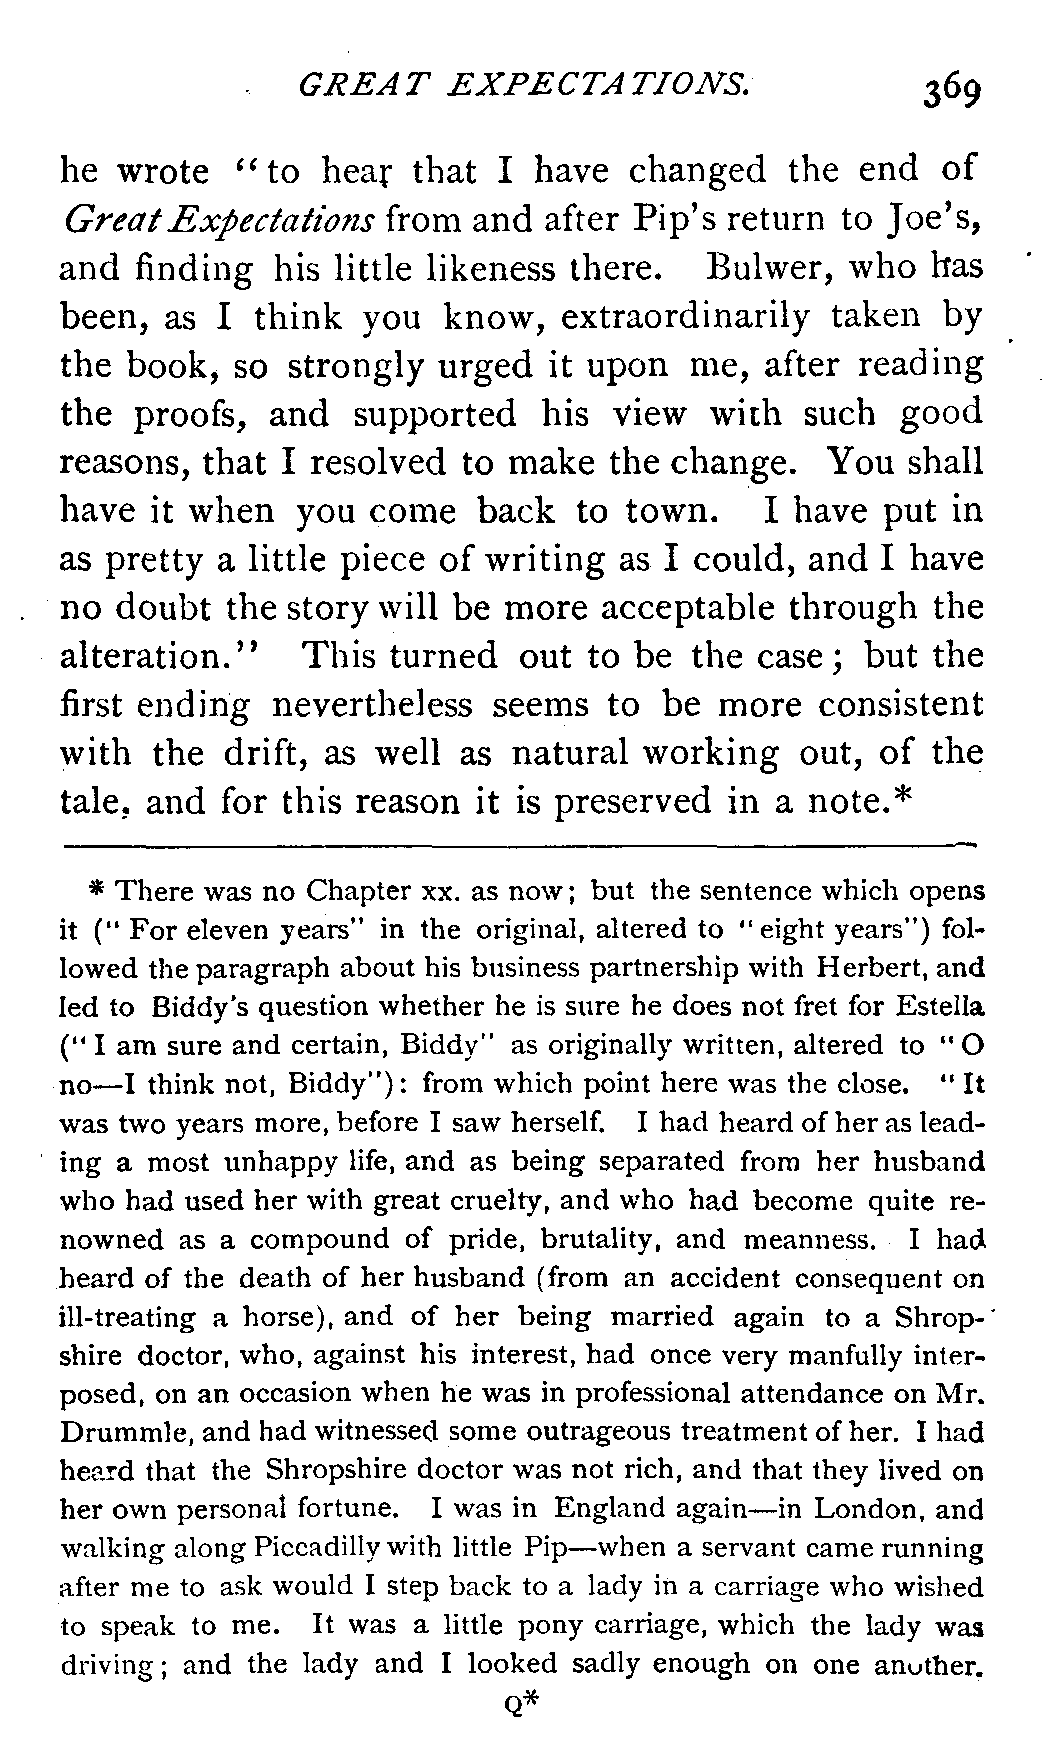 GREAT EXPECTATIONS. 369
he wrote "to hear that I have changed the end of
Great Expectations from and after Pip's return to Joe's,
and finding his little likeness there. Bulwer, who has
been, as I think you know, extraordinarily taken by
the book, so strongly urged it upon me, after reading
the proofs, and supported his view with such good
reasons, that I resolved to make the change. You shall
have it when you come back to town. I have put in
as pretty a little piece of writing as I could, and I have
no doubt the story will be more acceptable through the
alteration." This turned out to be the case; but the
first ending nevertheless seems to be more consistent
with the drift, as well as natural working out, of the
tale, and for this reason it is preserved in a note.*
* There was no Chapter xx. as now; but the sentence which opens
it ("For eleven years" in the original, altered to "eight years") fol-
lowed the paragraph about his business partnership with Herbert, and
led to Biddy's question whether he is sure he does not fret for Estella
("I am sure and certain, Biddy" as originally written, altered to "O
no—I think not, Biddy"): from which point here was the close. "It
was two years more, before I saw herself. I had heard of her as lead-
ing a most unhappy life, and as being separated from her husband
who had used her with great cruelty, and who had become quite re-
nowned as a compound of pride, brutality, and meanness. I had
heard of the death of her husband (from an accident consequent on
ill-treating a horse), and of her being married again to a Shrop-
shire doctor, who, against his interest, had once very manfully inter-
posed, on an occasion when he was in professional attendance on Mr.
Drummle, and had witnessed some outrageous treatment of her. I had
heard that the Shropshire doctor was not rich, and that they lived on
her own personal fortune. I was in England again—in London, and
walking along Piccadilly with little Pip—when a servant came running
after me to ask would I step back to a lady in a carriage who wished
to speak to me. It was a little pony carriage, which the lady was
driving; and the lady and I looked sadly enough on one another.
Q*